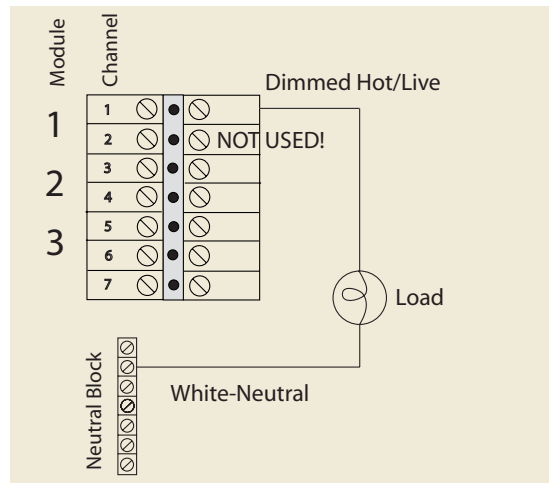 Module
Channel
Dimmed Hot/Live
1
1
2
NOT USED!
2
3
4
3
5
6
7
Load
Neutral Block
White-Neutral